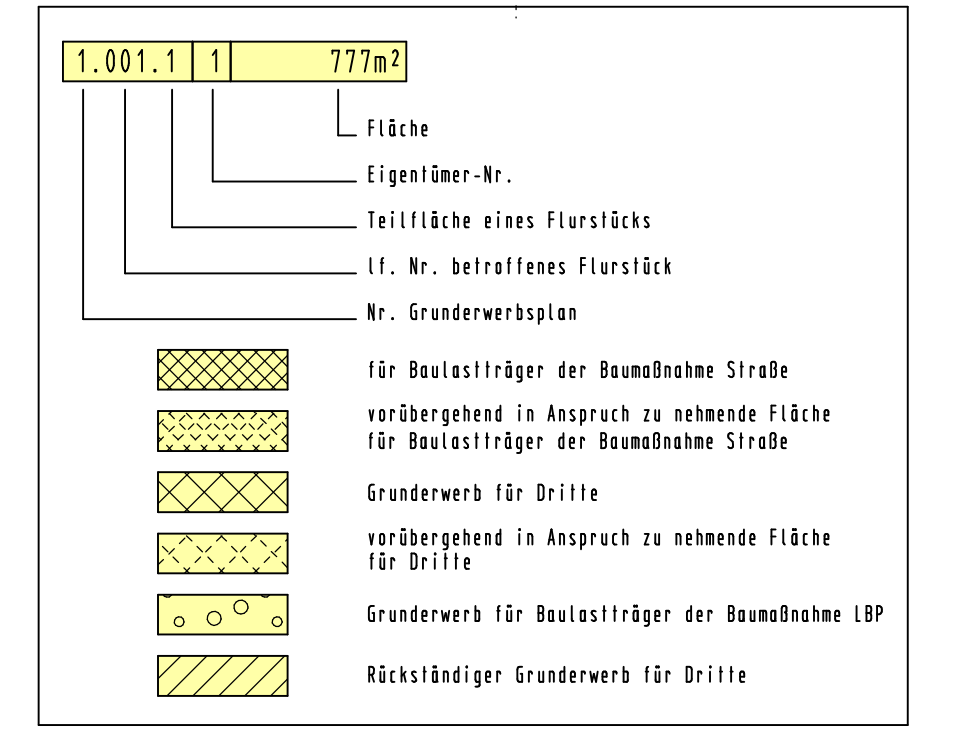 1.001.1 1 777m²
Fläche
Eigentümer-Nr.
Teilfläche eines Flurstücks
lf. Nr. betroffenes Flurstück
Nr. Grunderwerbsplan
für Baulastträger der Baumaßnahme Straße
vorübergehend in Anspruch zu nehmende Fläche
für Baulastträger der Baumaßnahme Straße
Grunderwerb für Dritte
vorübergehend in Anspruch zu nehmende Fläche
für Dritte
Grunderwerb für Baulastträger der Baumaßnahme LBP
Rückständiger Grunderwerb für Dritte